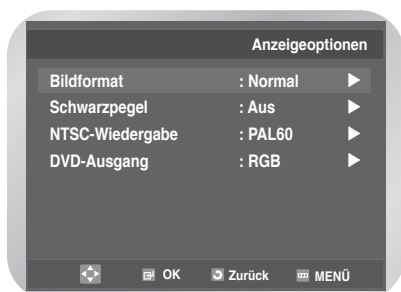 Anzeigeoptionen
Bildformat : Normal
Schwarzpegel : Aus
NTSC-Wiedergabe : PAL60
DVD-Ausgang : RGB
OK Zurück MENÜ